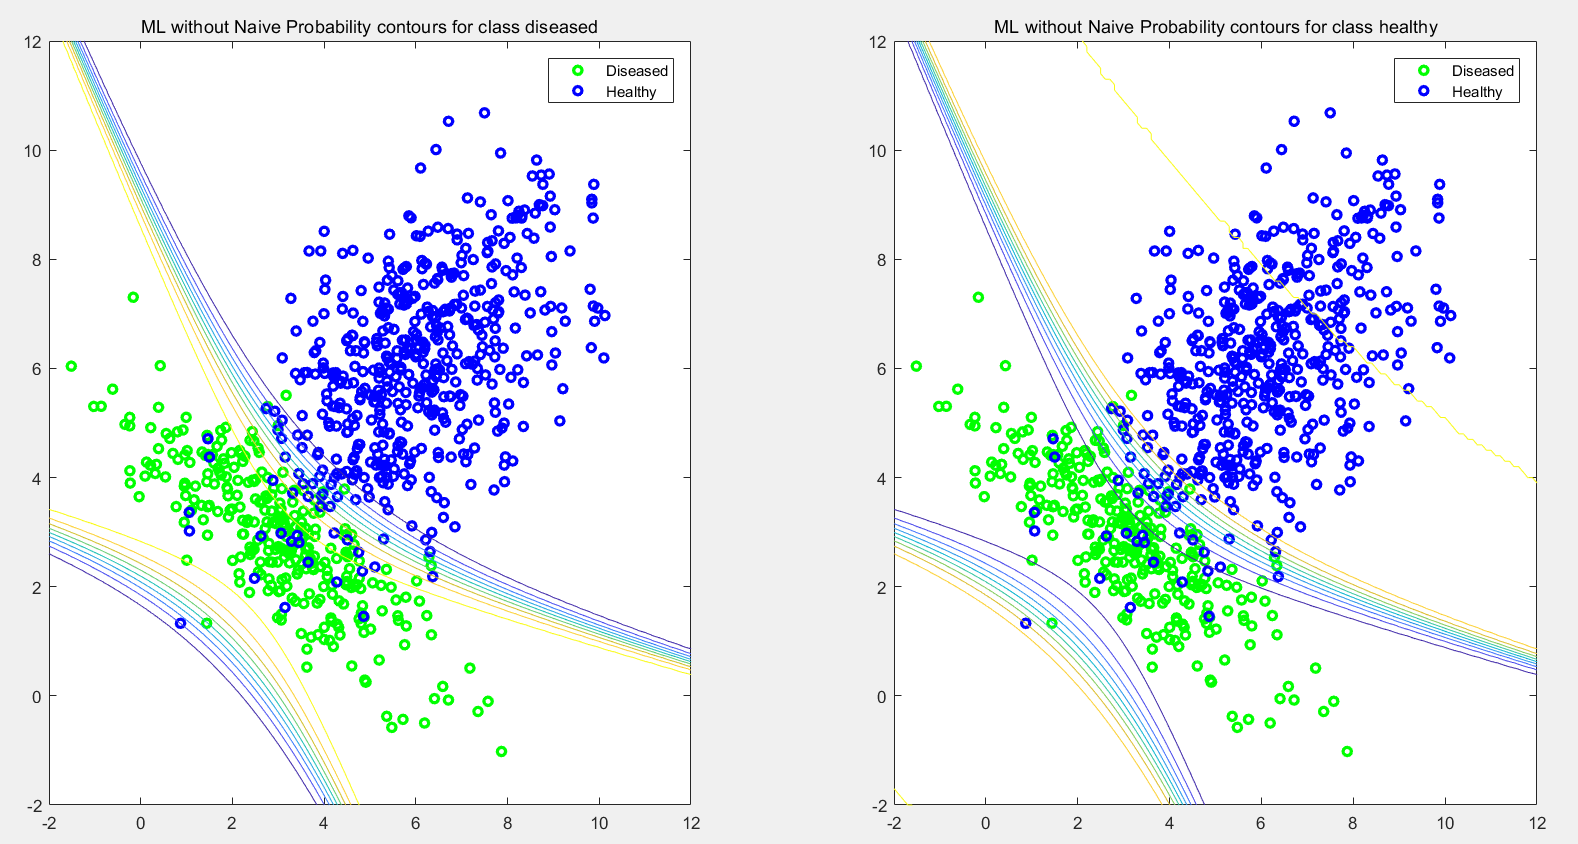 ML without Naive Probability contours for class diseased
12
10
8
6
4
2
0
-2
-2 0 2 4 6 8 10 12
Diseased
Healthy
ML without Naive Probability contours for class healthy
12
10
8
6
4
2
0
-2
-2 0 2 4 6 8 10 12
Diseased
Healthy